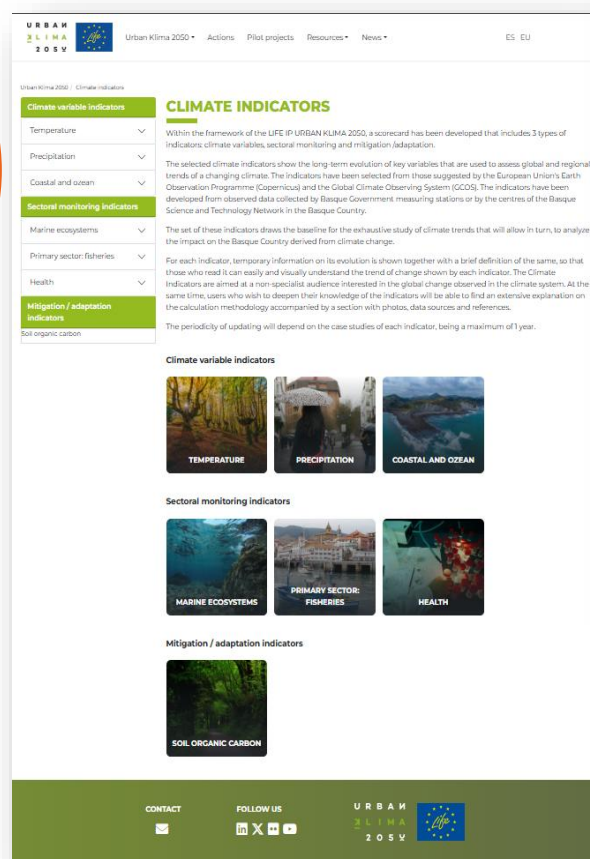 URBAN
KLIMA
2050
Life
Urban Klima 2050 Actions Pilot projects Resources News ES EU
Urban Klima 2050 / Climate indicators
Climate variable indicators
Temperature
Precipitation
Coastal and ozean
Sectoral monitoring indicators
Marine ecosystems
Primary sector: fisheries
Health
Mitigation / adaptation
indicators
Soil organic carbon
CLIMATE INDICATORS
Within the framework of the LIFE IP URBAN KLIMA 2050, a scorecard has been developed that includes 3 types of
indicators: climate variables, sectoral monitoring and mitigation /adaptation.
The selected climate indicators show the long-term evolution of key variables that are used to assess global and regional
trends of a changing climate. The indicators have been selected from those suggested by the European Union's Earth
Observation Programme (Copernicus) and the Global Climate Observing System (GCOS). The indicators have been
developed from observed data collected by Basque Government measuring stations or by the centres of the Basque
Science and Technology Network in the Basque Country.
The set of these indicators draws the baseline for the exhaustive study of climate trends that will allow in turn, to analyze
the impact on the Basque Country derived from climate change.
For each indicator, temporary information on its evolution is shown together with a brief definition of the same, so that
those who read it can easily and visually understand the trend of change shown by each indicator. The Climate
Indicators are aimed at a non-specialist audience interested in the global change observed in the climate system. At the
same time, users who wish to deepen their knowledge of the indicators will be able to find an extensive explanation on
the calculation methodology accompanied by a section with photos, data sources and references.
The periodicity of updating will depend on the case studies of each indicator, being a maximum of 1 year.
Climate variable indicators
TEMPERATURE
PRECIPITATION
COASTAL AND OZEAN
Sectoral monitoring indicators
MARINE ECOSYSTEMS
PRIMARY SECTOR:
FISHERIES
HEALTH
Mitigation / adaptation indicators
SOIL ORGANIC CARBON
CONTACT
FOLLOW US
URBAN
KLIMA
2050
Life